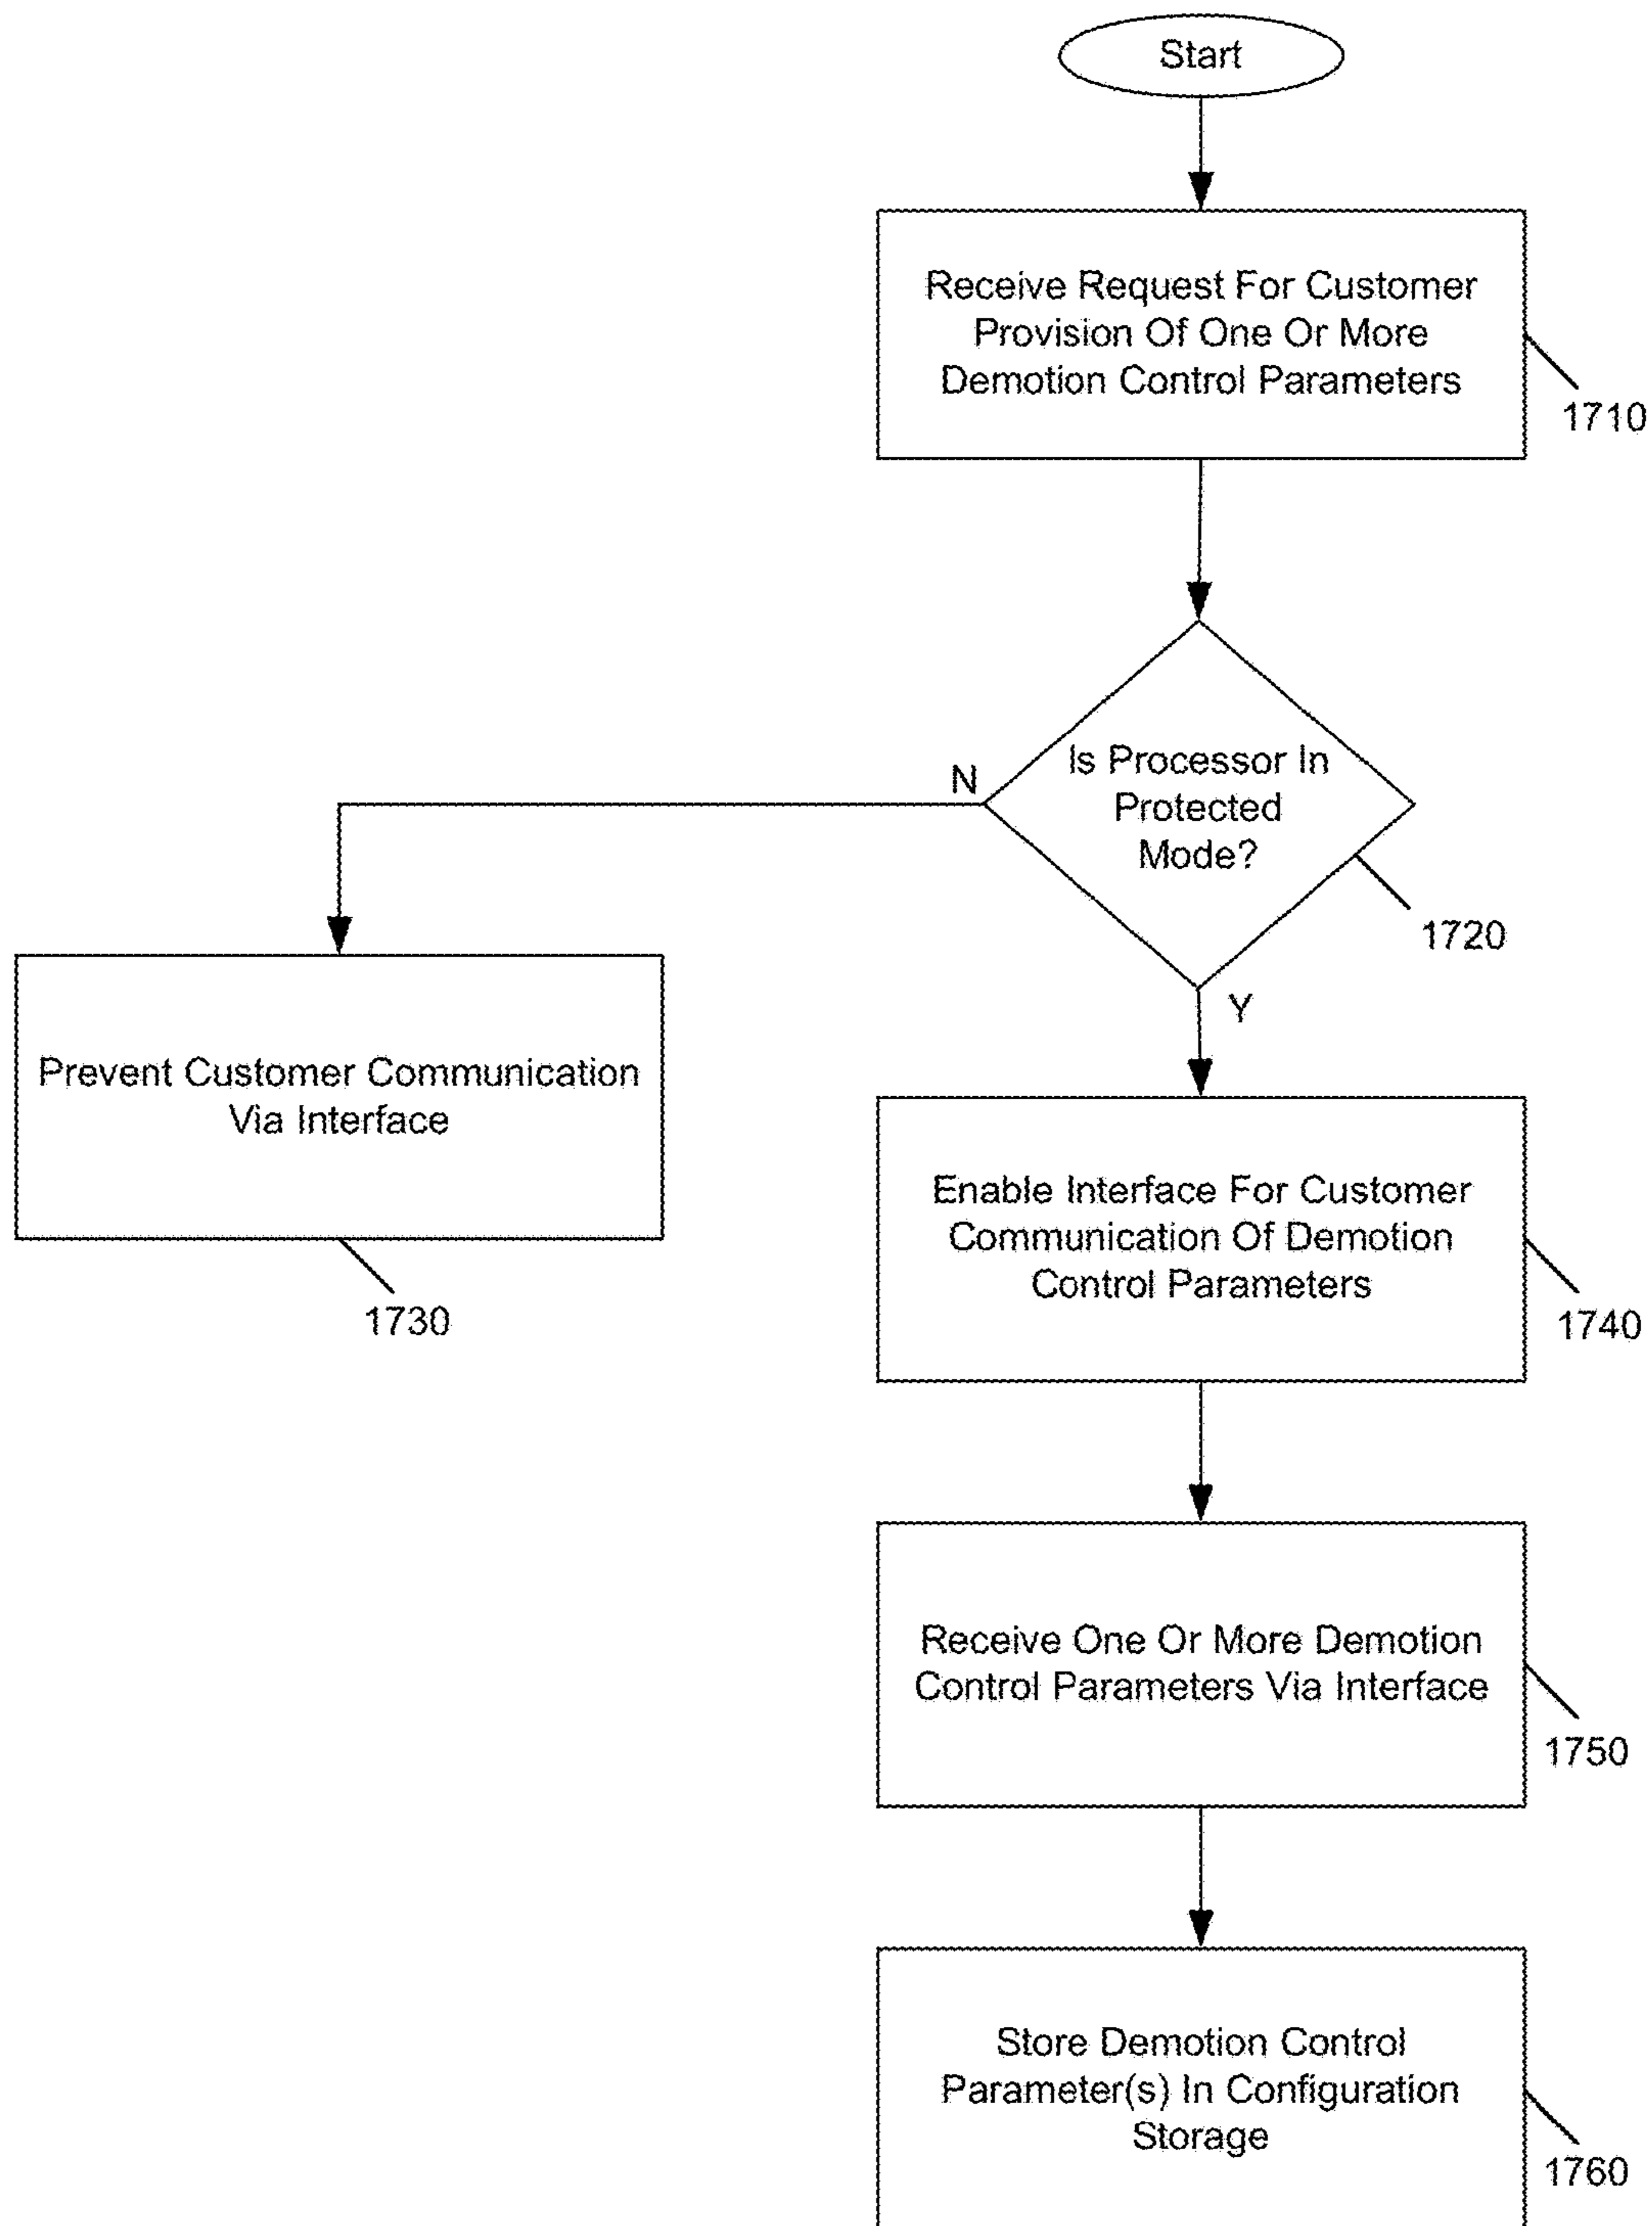 Start
Receive Request For Customer
Provision Of One Or More
Demotion Control Parameters
1710
Is Processor In
Protected
Mode?
N
1720
Y
Prevent Customer Communication
Via Interface
1730
Enable Interface For Customer
Communication Of Demotion
Control Parameters
1740
Receive One Or More Demotion
Control Parameters Via Interface
1750
Store Demotion Control
Parameter(s) In Configuration
Storage
1760